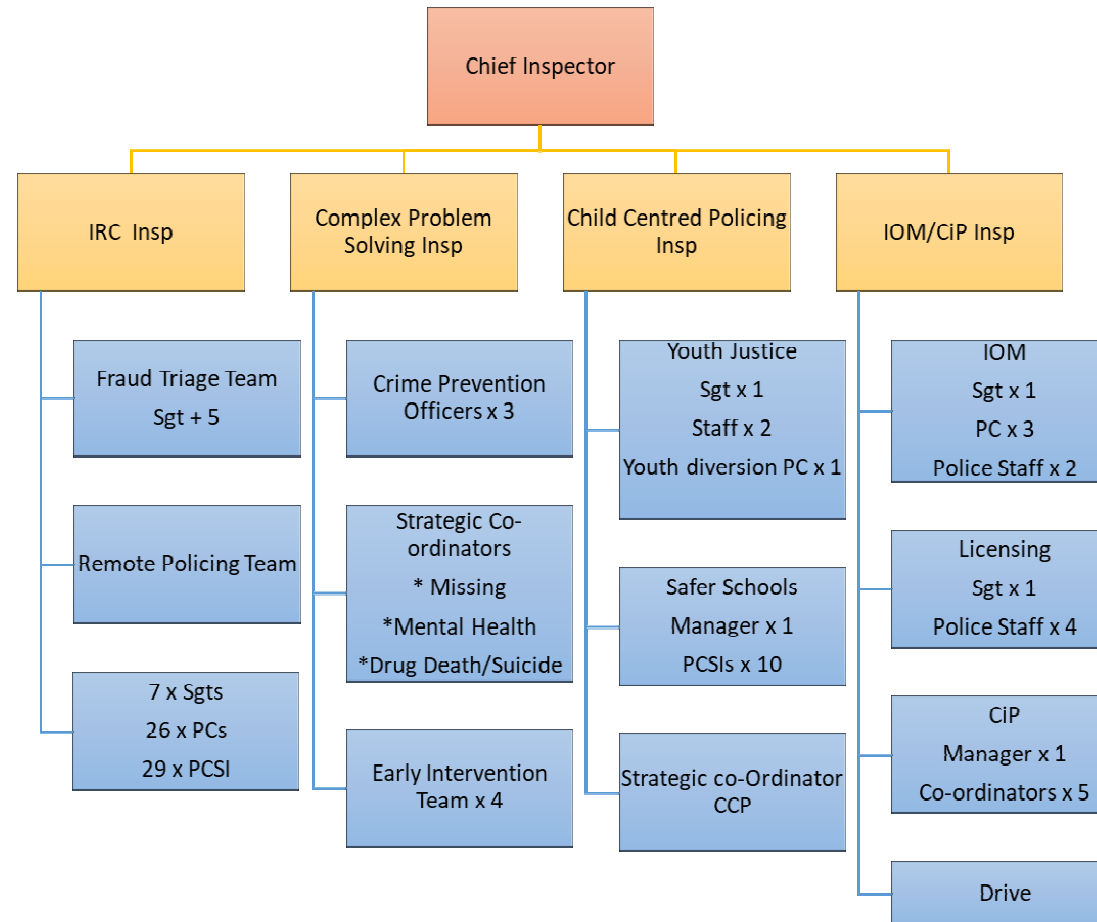 Chief Inspector
IRC Insp
Complex Problem
Solving Insp
Child Centred Policing
Insp
IOM/CiP Insp
Fraud Triage Team
Sgt + 5
Remote Policing Team
7 x Sgts
26 x PCs
29 x PCSI
Crime Prevention
Officers x 3
Strategic Co-
ordinators
* Missing
*Mental Health
*Drug Death/Suicide
Early Intervention
Team x 4
Youth Justice
Sgt x 1
Staff x 2
Youth diversion PC x 1
Safer Schools
Manager x 1
PCSIs x 10
Strategic co-Ordinator
CCP
IOM
Sgt x 1
PC x 3
Police Staff x 2
Licensing
Sgt x 1
Police Staff x 4
CiP
Manager x 1
Co-ordinators x 5
Drive